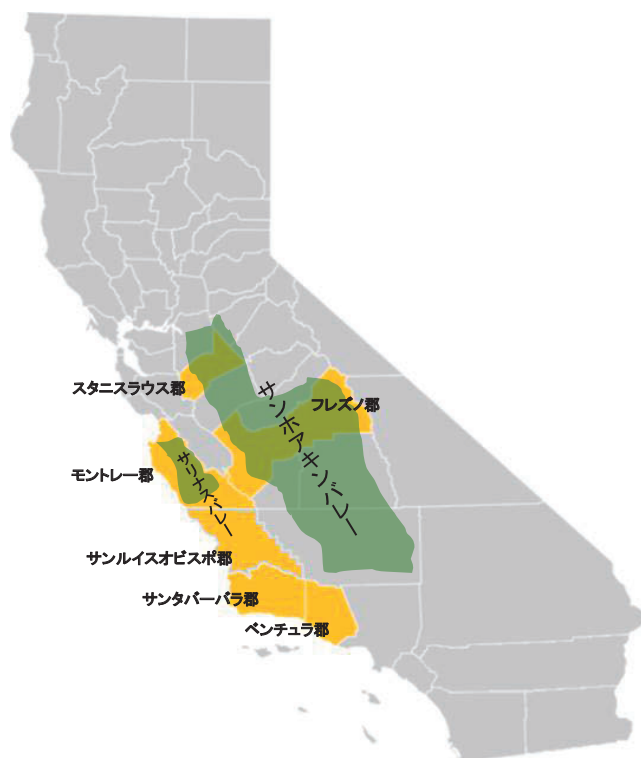 スタニスラウス郡
フレズノ郡
サンホアキンバレー
モントレー郡
サリナスバレー
サンルイスオビスポ郡
サンタバーバラ郡
ベンチュラ郡